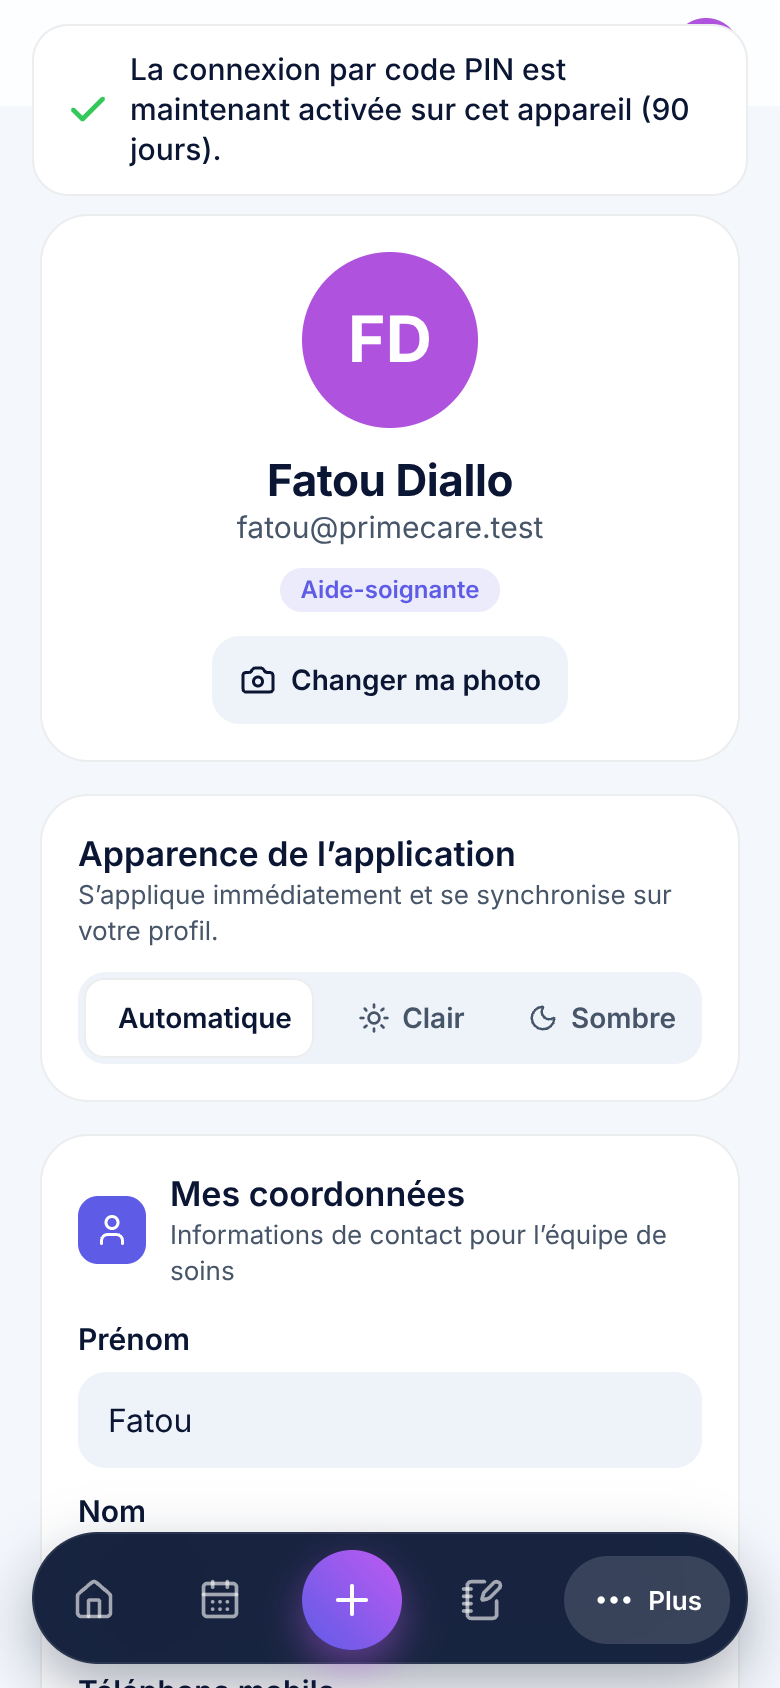 La connexion par code PIN est
maintenant activée sur cet appareil (90
jours).
FD
Fatou Diallo
fatou@primecare.test
Aide-soignante
Changer ma photo
Apparence de l’application
S’applique immédiatement et se synchronise sur
votre profil.
Automatique
Clair
Sombre
Mes coordonnées
Informations de contact pour l’équipe de
soins
Prénom
Fatou
Nom
Plus
Téléphone mobile